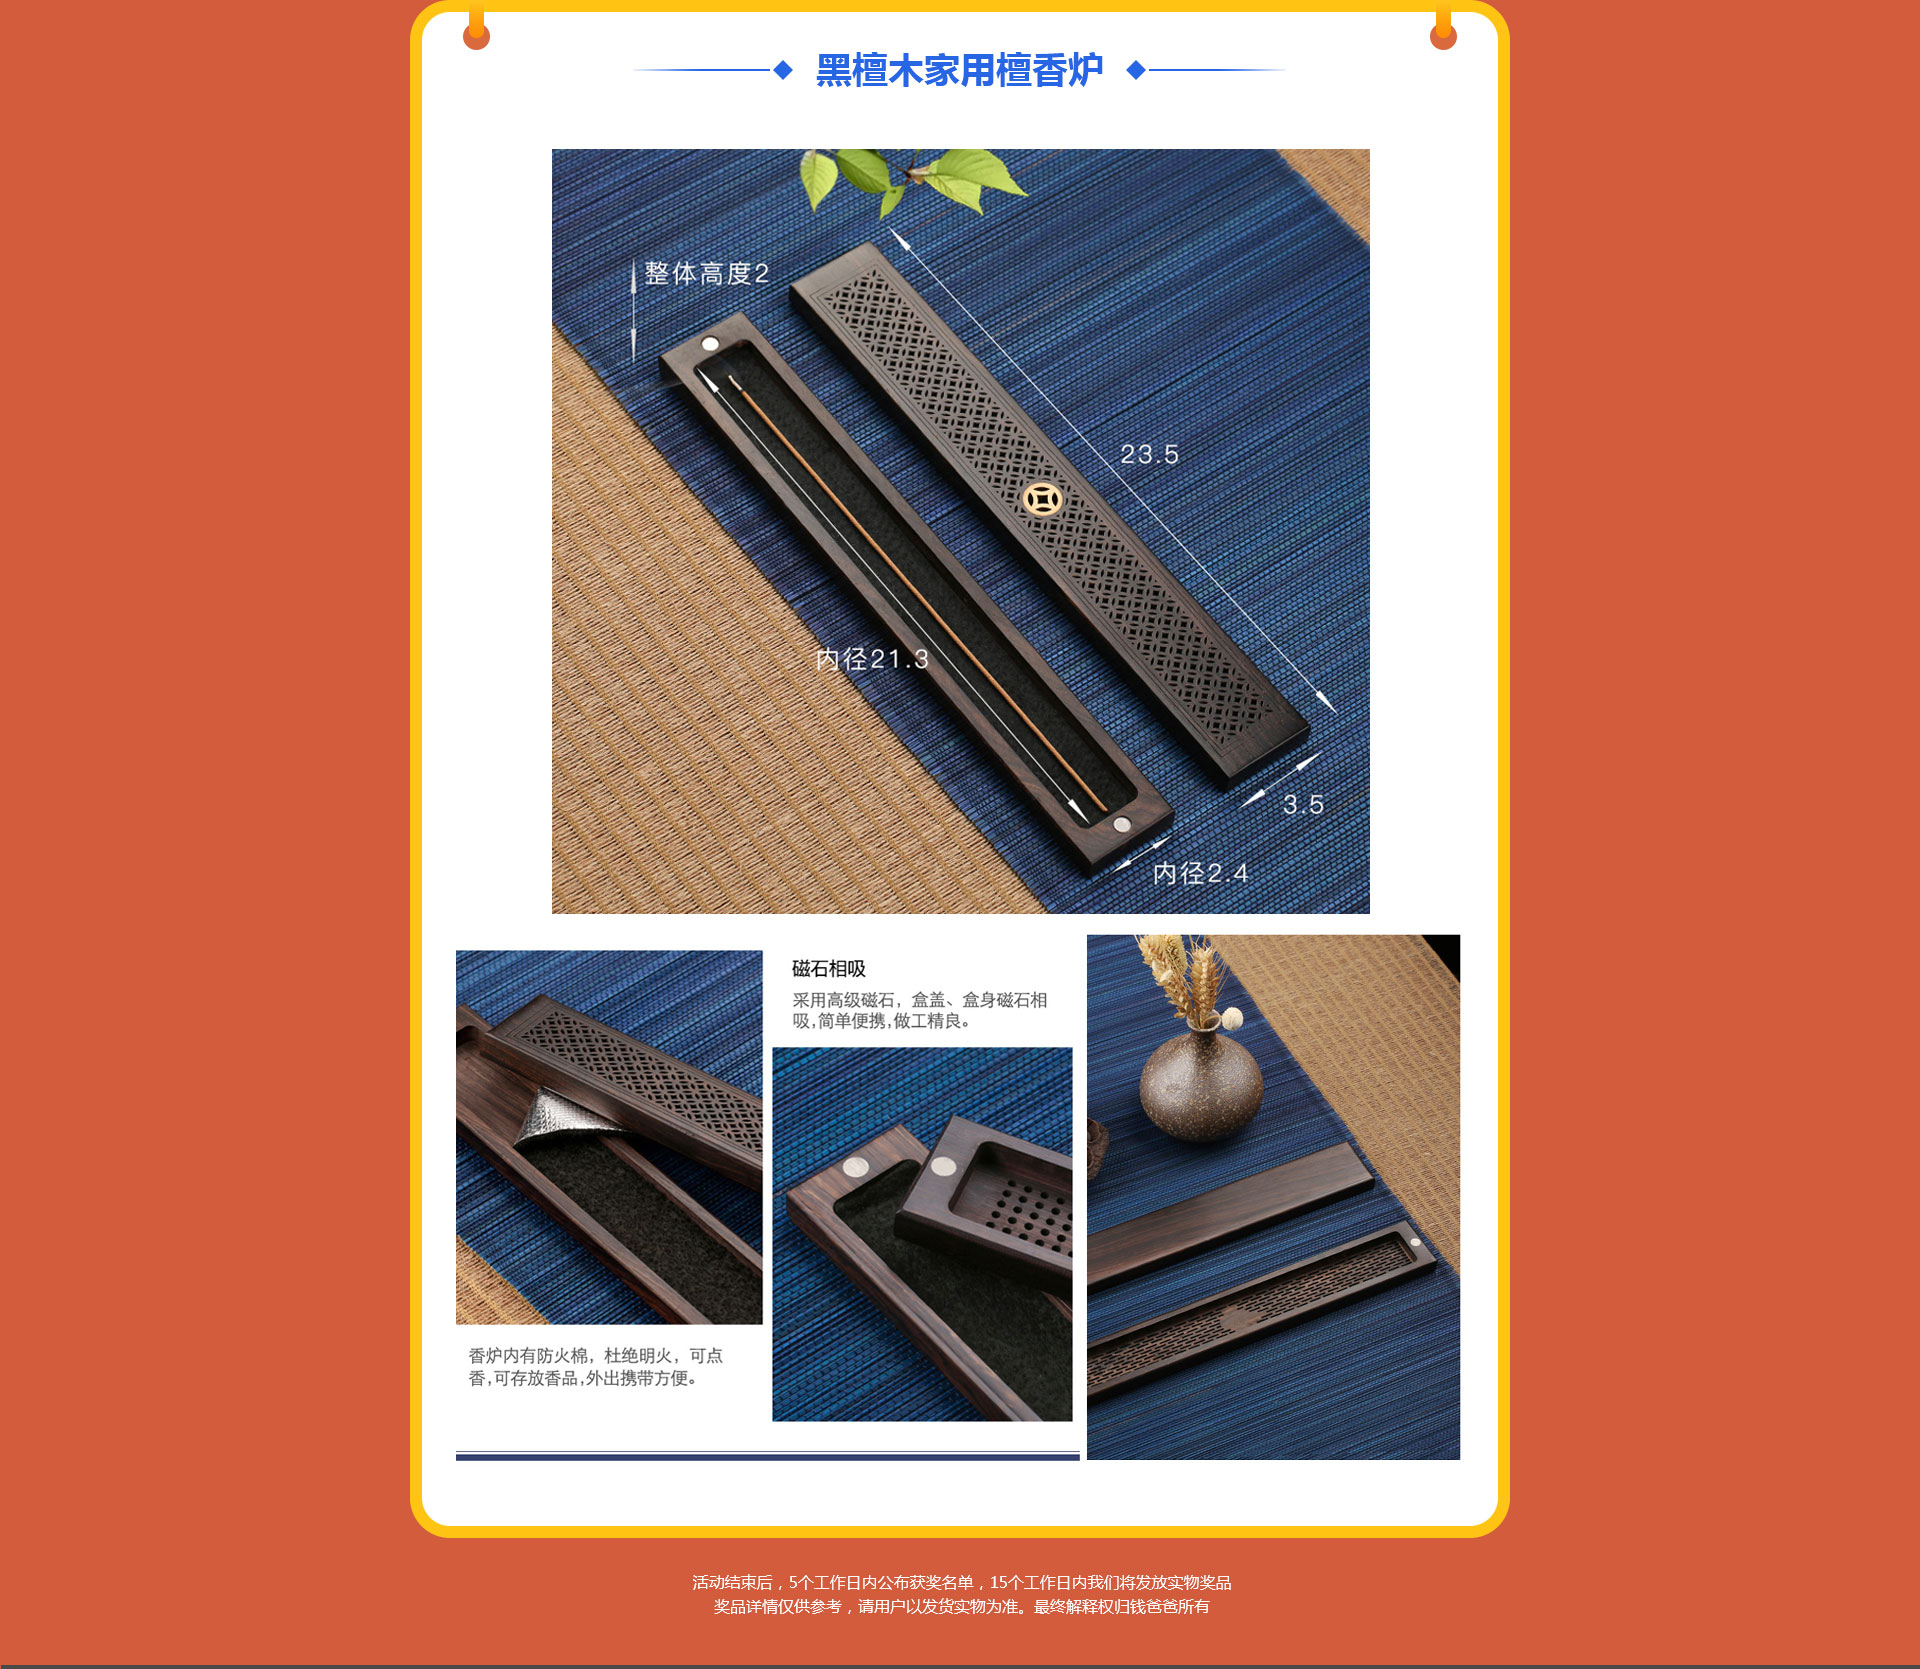 黑檀木家用檀香炉
整体高度2
23.5
内径21.3
3.5
内径2.4
磁石相吸
采用高级磁石，盒盖、盒身磁石相
吸,简单便携,做工精良。
香炉内有防火棉，杜绝明火，可点
香,可存放香品,外出携带方便。
活动结束后，5个工作日内公布获奖名单，15个工作日内我们将发放实物奖品
奖品详情仅供参考，请用户以发货实物为准。最终解释权归钱爸爸所有